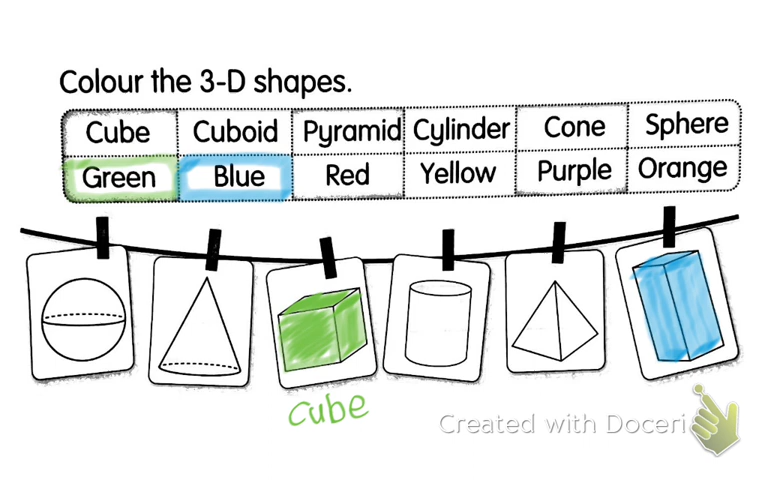 Colour the 3-D shapes.
Cube Cuboid Pyramid Cylinder Cone Sphere
Green Blue Red Yellow Purple Orange
cube
Created with Doceri